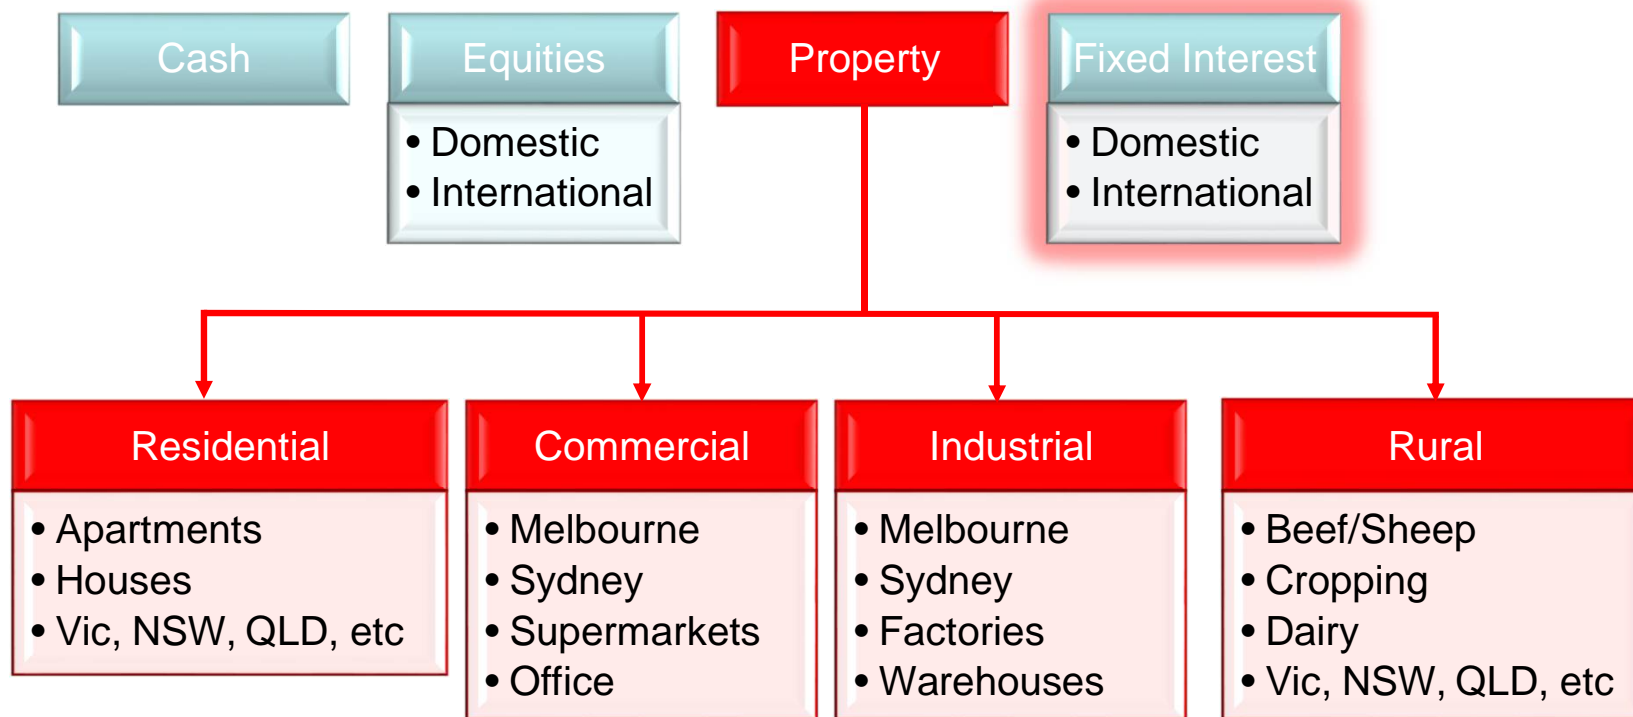 Cash
Equities
• Domestic
• International
Property
Fixed Interest
• Domestic
• International
Residential
• Apartments
• Houses
• Vic, NSW, QLD, etc
Commercial
• Melbourne
• Sydney
• Supermarkets
• Office
Industrial
• Melbourne
• Sydney
• Factories
• Warehouses
Rural
• Beef/Sheep
• Cropping
• Dairy
• Vic, NSW, QLD, etc